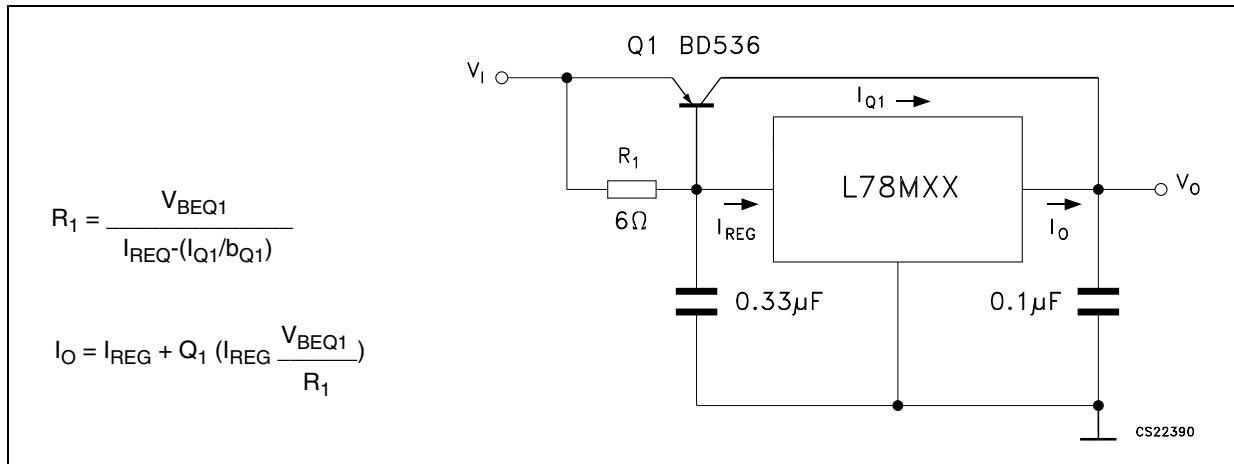 Q1 BD536
V_I
I_Q1
R_1
6Ω
I_REG
L78MXX
I_O
V_O
0.33µF
0.1µF
R_1 = V_BEQ1 / I_REQ-(I_Q1/b_Q1)
I_O = I_REG + Q_1 (I_REG V_BEQ1 / R_1)
CS22390